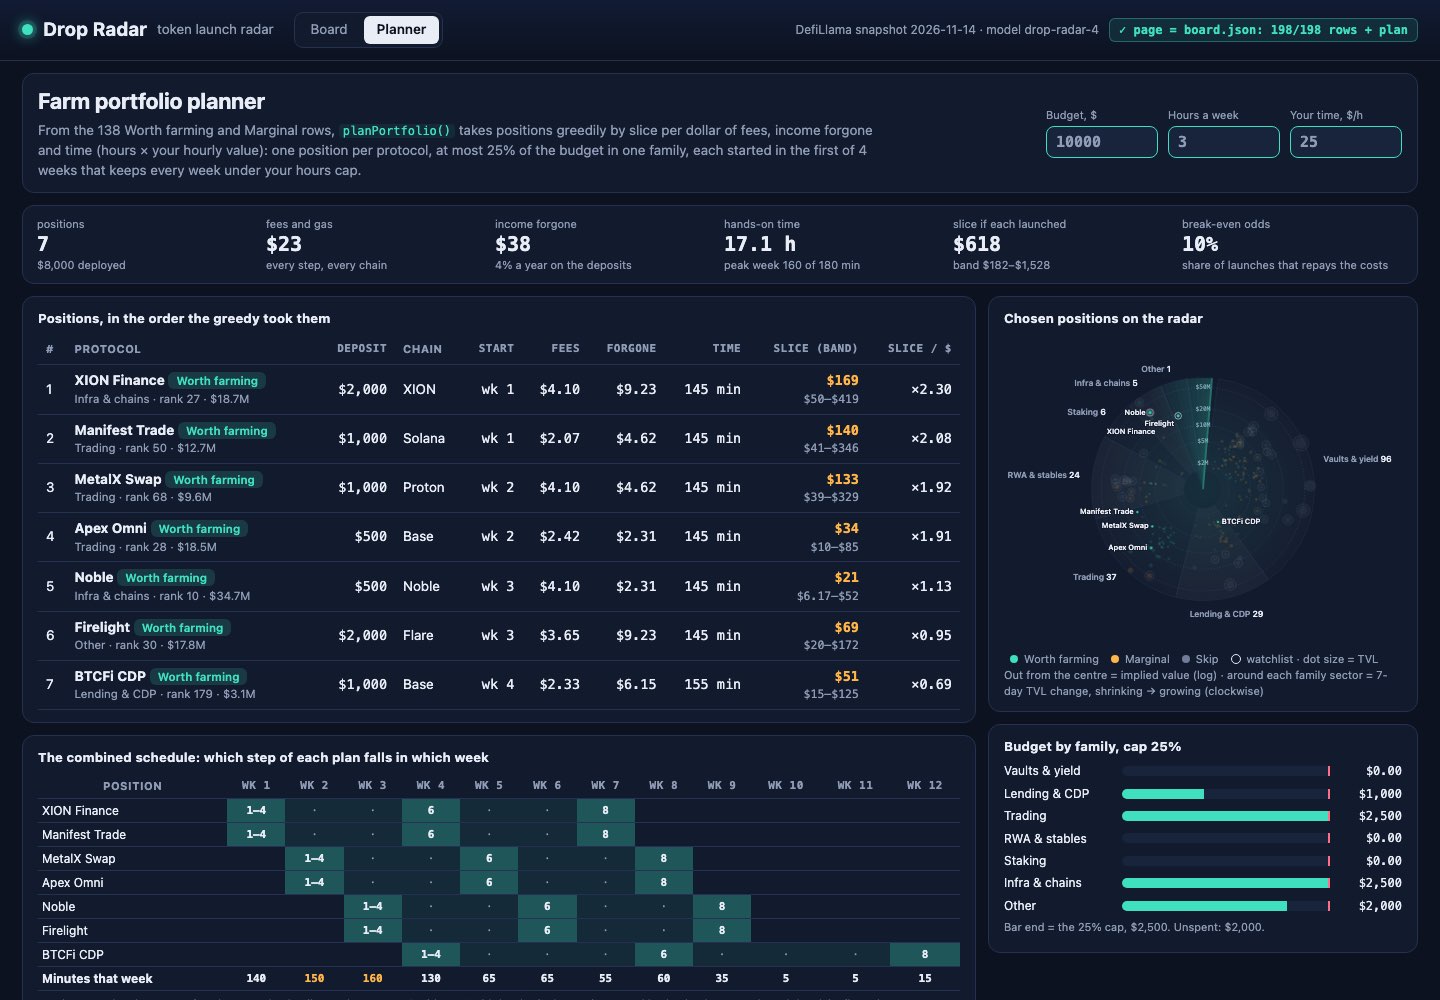 Drop Radar token launch radar Board Planner DefiLlama snapshot 2026-11-14 · model drop-radar-4 ✓ page = board.json: 198/198 rows + plan
Farm portfolio planner
From the 138 Worth farming and Marginal rows, planPortfolio() takes positions greedily by slice per dollar of fees, income forgone
and time (hours × your hourly value): one position per protocol, at most 25% of the budget in one family, each started in the first of 4
weeks that keeps every week under your hours cap.
Budget, $ Hours a week Your time, $/h
10000 3 25
positions fees and gas income forgone hands-on time slice if each launched break-even odds
7 $23 $38 17.1 h $618 10%
$8,000 deployed every step, every chain 4% a year on the deposits peak week 160 of 180 min band $182–$1,528 share of launches that repays the costs
Positions, in the order the greedy took them
# PROTOCOL DEPOSIT CHAIN START FEES FORGONE TIME SLICE (BAND) SLICE / $
1 XION Finance Worth farming $2,000 XION wk 1 $4.10 $9.23 145 min $169 ×2.30
Infra & chains · rank 27 · $18.7M $50–$419
2 Manifest Trade Worth farming $1,000 Solana wk 1 $2.07 $4.62 145 min $140 ×2.08
Trading · rank 50 · $12.7M $41–$346
3 MetalX Swap Worth farming $1,000 Proton wk 2 $4.10 $4.62 145 min $133 ×1.92
Trading · rank 68 · $9.6M $39–$329
4 Apex Omni Worth farming $500 Base wk 2 $2.42 $2.31 145 min $34 ×1.91
Trading · rank 28 · $18.5M $10–$85
5 Noble Worth farming $500 Noble wk 3 $4.10 $2.31 145 min $21 ×1.13
Infra & chains · rank 10 · $34.7M $6.17–$52
6 Firelight Worth farming $2,000 Flare wk 3 $3.65 $9.23 145 min $69 ×0.95
Other · rank 30 · $17.8M $20–$172
7 BTCFi CDP Worth farming $1,000 Base wk 4 $2.33 $6.15 155 min $51 ×0.69
Lending & CDP · rank 179 · $3.1M $15–$125
Chosen positions on the radar
Other 1
Infra & chains 5
$50M
Staking 6
Noble
$20M
Firelight
$10M
XION Finance
$5M
Vaults & yield 96
$2M
RWA & stables 24
Manifest Trade
BTCFi CDP
MetalX Swap
Apex Omni
Trading 37
Lending & CDP 29
Worth farming Marginal Skip watchlist · dot size = TVL
Out from the centre = implied value (log) · around each family sector = 7-
day TVL change, shrinking → growing (clockwise)
The combined schedule: which step of each plan falls in which week
POSITION WK 1 WK 2 WK 3 WK 4 WK 5 WK 6 WK 7 WK 8 WK 9 WK 10 WK 11 WK 12
XION Finance 1–4 · · 6 · · 8
Manifest Trade 1–4 · · 6 · · 8
MetalX Swap 1–4 · · 6 · · 8
Apex Omni 1–4 · · 6 · · 8
Noble 1–4 · · 6 · · 8
Firelight 1–4 · · 6 · · 8
BTCFi CDP 1–4 · · · 6 · · · 8
Minutes that week 140 150 160 130 65 65 55 60 35 5 5 15
Budget by family, cap 25%
Vaults & yield $0.00
Lending & CDP $1,000
Trading $2,500
RWA & stables $0.00
Staking $0.00
Infra & chains $2,500
Other $2,000
Bar end = the 25% cap, $2,500. Unspent: $2,000.